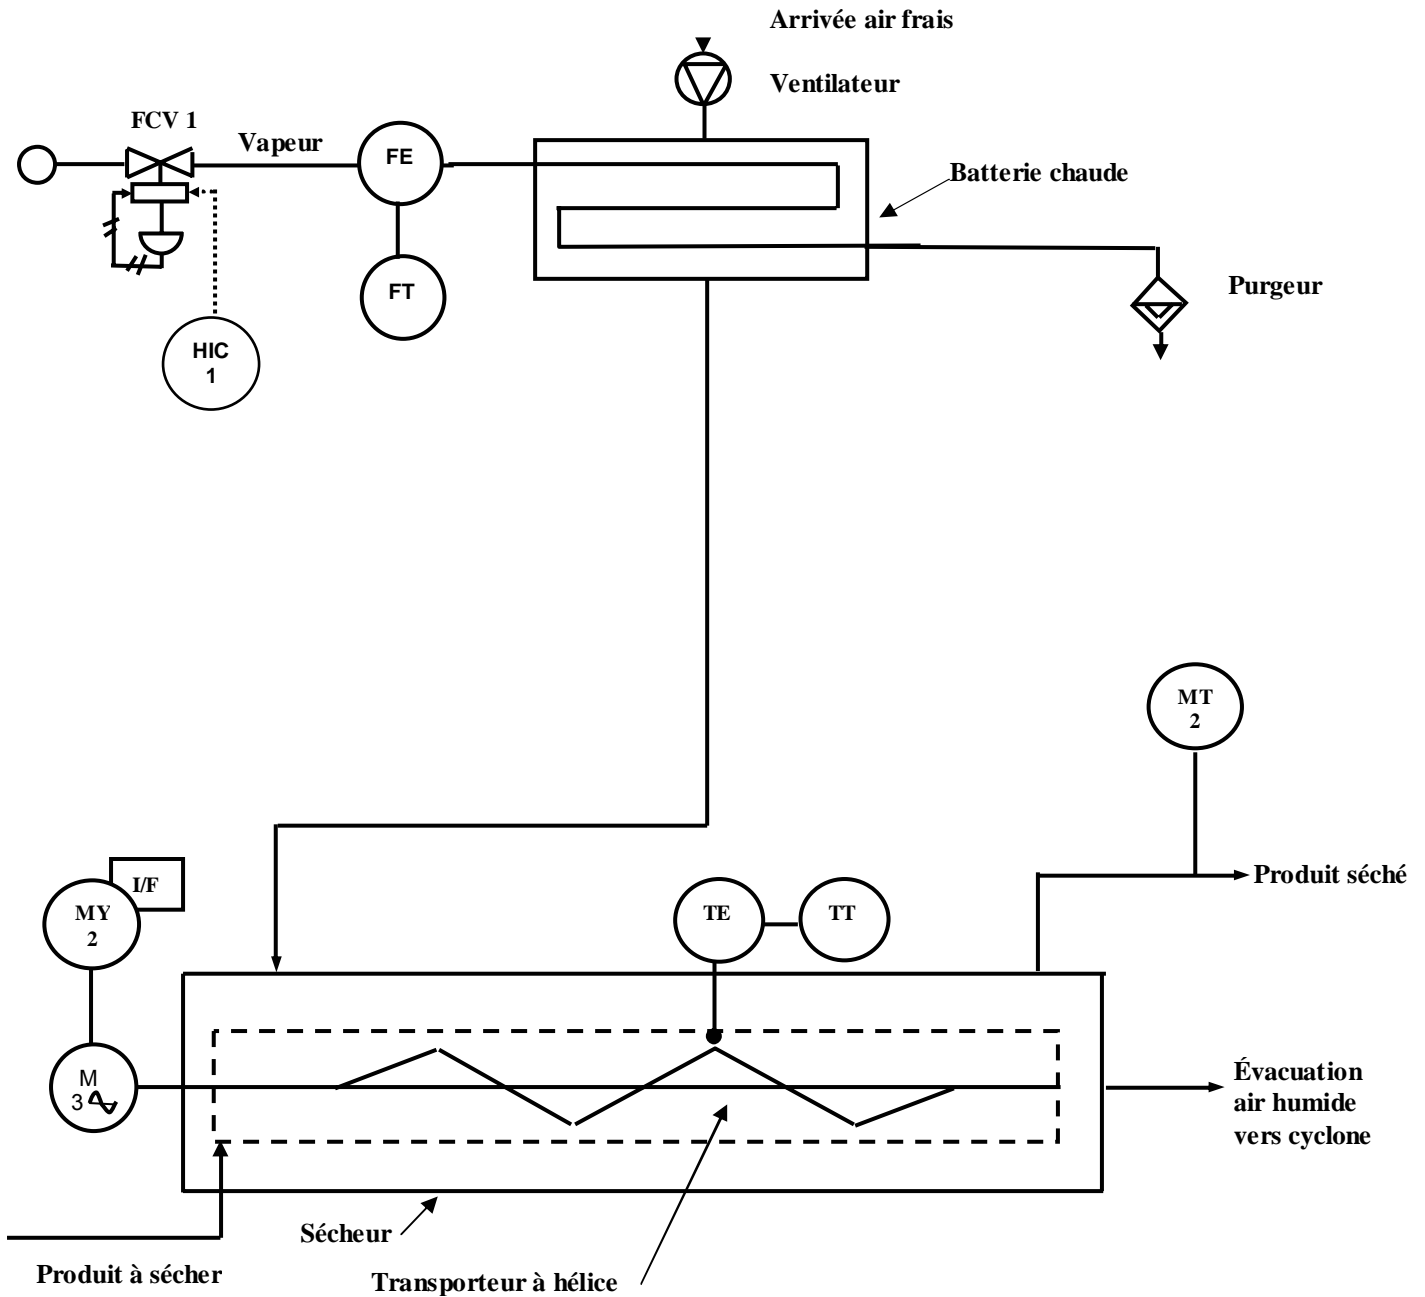 Arrivée air frais
Ventilateur
FCV 1
Vapeur
FE
Batterie chaude
FT
Purgeur
HIC
1
MT
2
Produit séché
I/F
MY
2
TE
TT
M
3
Évacuation
air humide
vers cyclone
Sécheur
Produit à sécher
Transporteur à hélice